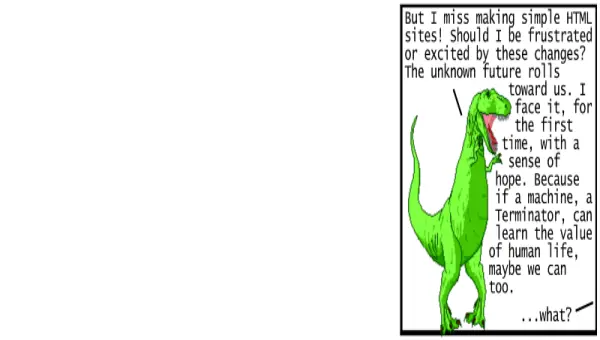 But I miss making simple HTML
sites! Should I be frustrated
or excited by these changes?
The unknown future rolls
toward us. I
face it, for
the first
time, with a
sense of
hope. Because
if a machine, a
Terminator, can
learn the value
of human life,
maybe we can
too.
...what?